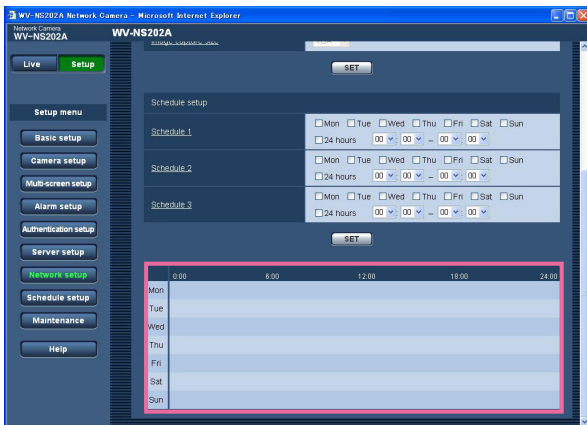 WV-NS202A Network Camera - Microsoft Internet Explorer
Network Camera
WV-NS202A
WV-NS202A
Live Setup
Setup menu
Basic setup
Camera setup
Multi-screen setup
Alarm setup
Authentication setup
Server setup
Network setup
Schedule setup
Maintenance
Help
Image capture size
SET
Schedule setup
Schedule 1
Mon Tue Wed Thu Fri Sat Sun
24 hours 00 : 00 – 00 : 00
Schedule 2
Mon Tue Wed Thu Fri Sat Sun
24 hours 00 : 00 – 00 : 00
Schedule 3
Mon Tue Wed Thu Fri Sat Sun
24 hours 00 : 00 – 00 : 00
SET
0:00 6:00 12:00 18:00 24:00
Mon
Tue
Wed
Thu
Fri
Sat
Sun